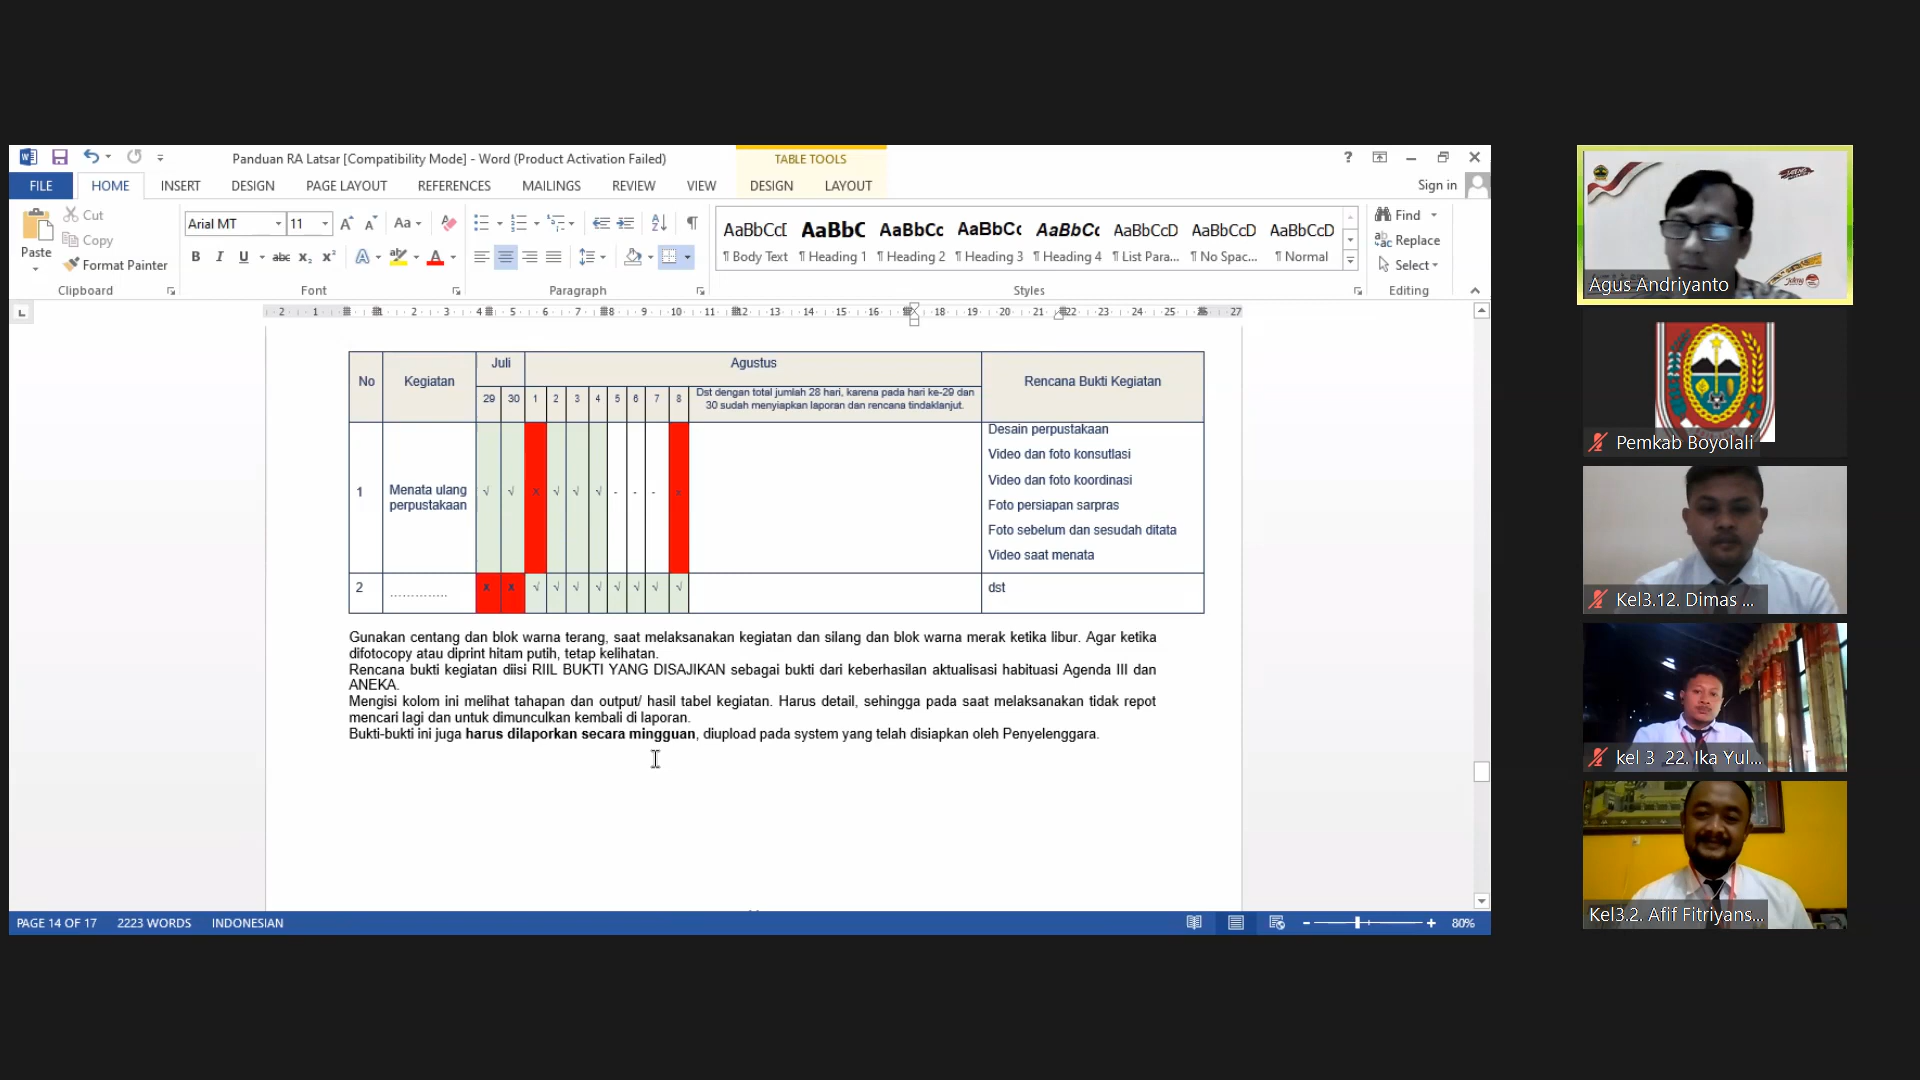 Panduan RA Latsar [Compatibility Mode] - Word (Product Activation Failed)
TABLE TOOLS
FILE HOME INSERT DESIGN PAGE LAYOUT REFERENCES MAILINGS REVIEW VIEW DESIGN LAYOUT
Sign in
Paste
Cut
Copy
Format Painter
Clipboard
Arial MT 11
Font
Paragraph
AaBbCcI AaBbC AaBbCc AaBbCc AaBbCc AaBbCcD AaBbCcD AaBbCcD
¶ Body Text ¶ Heading 1 ¶ Heading 2 ¶ Heading 3 ¶ Heading 4 ¶ List Para... ¶ No Spac... ¶ Normal
Styles
Find
Replace
Select
Editing
No
Kegiatan
Juli
Agustus
Rencana Bukti Kegiatan
29 30 1 2 3 4 5 6 7 8
Dst dengan total jumlah 28 hari, karena pada hari ke-29 dan
30 sudah menyiapkan laporan dan rencana tindaklanjut.
1
Menata ulang
perpustakaan
√ √ X √ √ √ - - - x
Desain perpustakaan
Video dan foto konsutlasi
Video dan foto koordinasi
Foto persiapan sarpras
Foto sebelum dan sesudah ditata
Video saat menata
2 ………….. x x √ √ √ √ √ √ √ √ dst
Gunakan centang dan blok warna terang, saat melaksanakan kegiatan dan silang dan blok warna merak ketika libur. Agar ketika
difotocopy atau diprint hitam putih, tetap kelihatan.
Rencana bukti kegiatan diisi RIIL BUKTI YANG DISAJIKAN sebagai bukti dari keberhasilan aktualisasi habituasi Agenda III dan
ANEKA.
Mengisi kolom ini melihat tahapan dan output/ hasil tabel kegiatan. Harus detail, sehingga pada saat melaksanakan tidak repot
mencari lagi dan untuk dimunculkan kembali di laporan.
Bukti-bukti ini juga harus dilaporkan secara mingguan, diupload pada system yang telah disiapkan oleh Penyelenggara.
PAGE 14 OF 17 2223 WORDS INDONESIAN
80%
Agus Andriyanto
Pemkab Boyolali
Kel3.12. Dimas ...
kel 3 22. Ika Yul...
Kel3.2. Afif Fitriyans...